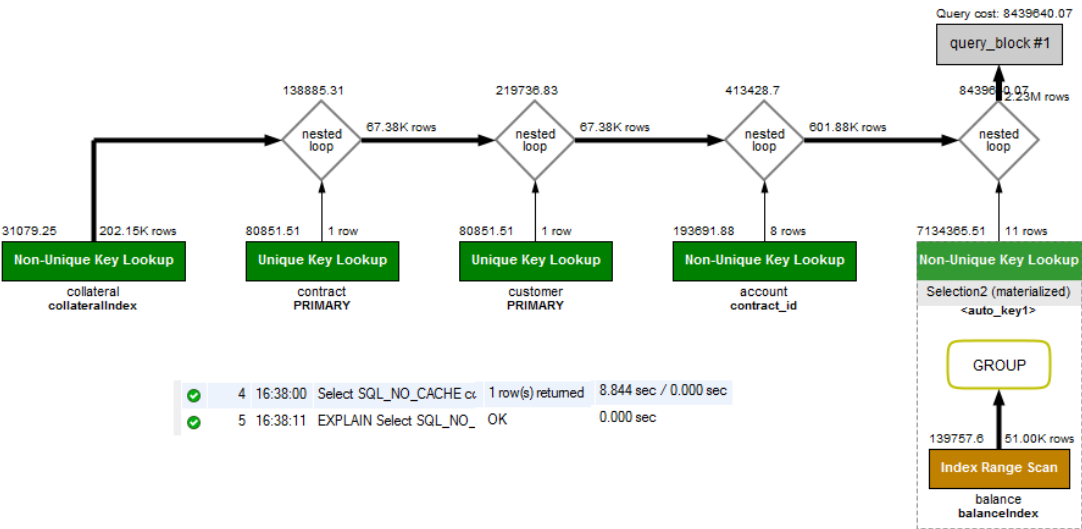 Query cost: 8439640.07
query_block #1
138885.31
219736.83
413428.7
8439640.07
2.23M rows
nested
loop
67.38K rows
nested
loop
67.38K rows
nested
loop
601.88K rows
nested
loop
31079.25
202.15K rows
80851.51
1 row
80851.51
1 row
193691.88
8 rows
7134365.51
11 rows
Non-Unique Key Lookup
Unique Key Lookup
Unique Key Lookup
Non-Unique Key Lookup
Non-Unique Key Lookup
collateral
collateralIndex
contract
PRIMARY
customer
PRIMARY
account
contract_id
Selection2 (materialized)
<auto_key1>
GROUP
4 16:38:00 Select SQL_NO_CACHE cc 1 row(s) returned 8.844 sec / 0.000 sec
5 16:38:11 EXPLAIN Select SQL_NO_ OK 0.000 sec
139757.6
51.00K rows
Index Range Scan
balance
balanceIndex